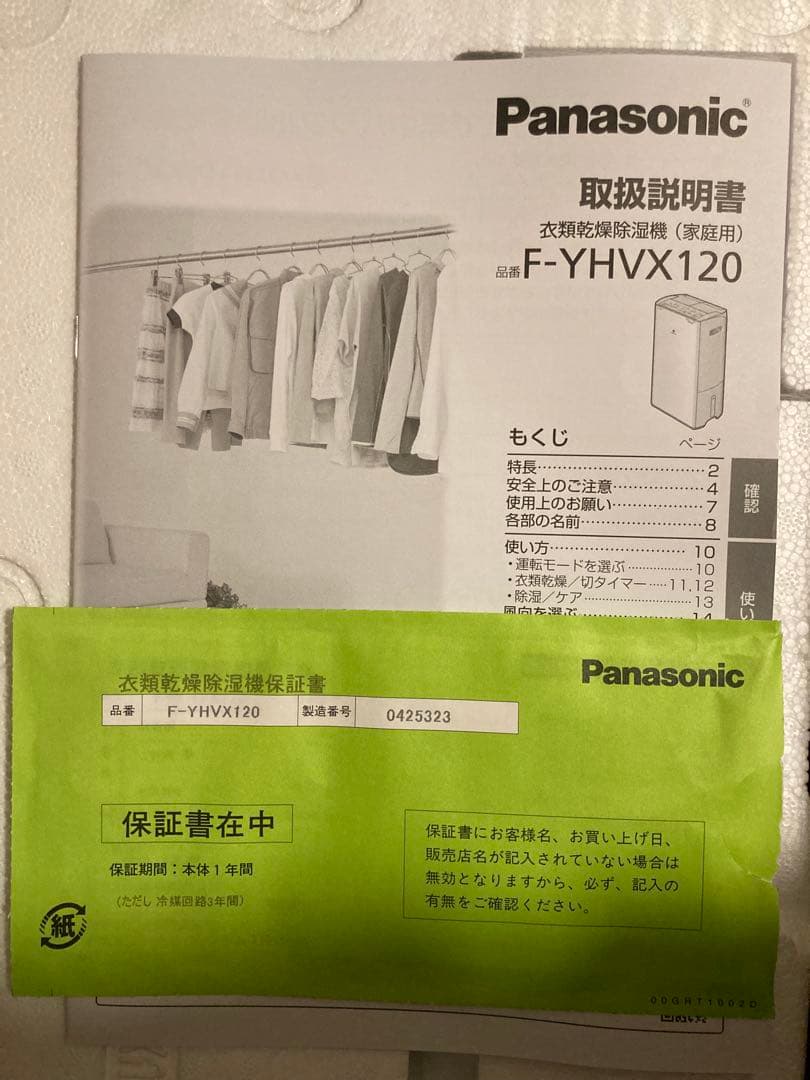 Panasonic®
取扱説明書
衣類乾燥除湿機（家庭用）
品番 F-YHVX120
もくじ ページ
特長…………………………2
安全上のご注意……………4
使用上のお願い……………7
各部の名前…………………8
確認
使い方……………………10
・運転モードを選ぶ…………10
・衣類乾燥／切タイマー……11,12
・除湿／ケア…………………13
風向を選ぶ………………14
使い
Panasonic
衣類乾燥除湿機保証書
品番 F-YHVX120 製造番号 0425323
保証書在中
保証期間：本体1年間
（ただし 冷媒回路3年間）
保証書にお客様名、お買い上げ日、
販売店名が記入されていない場合は
無効となりますから、必ず、記入の
有無をご確認ください。
紙
00GRT1002D